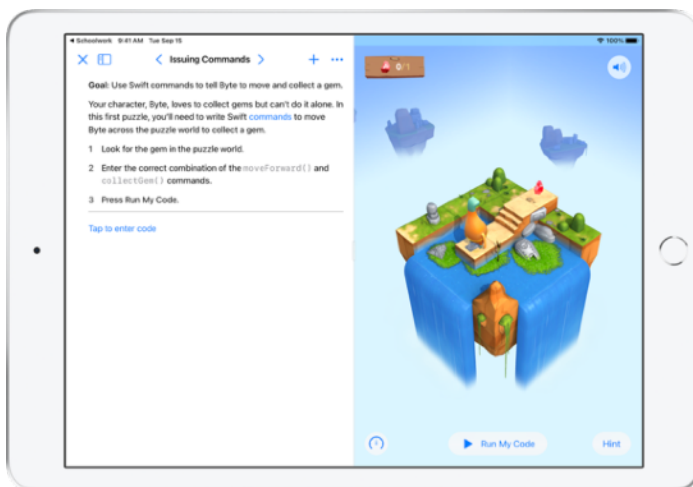 ◀ Schoolwork 9:41 AM Tue Sep 15
100%
Issuing Commands
Goal: Use Swift commands to tell Byte to move and collect a gem.
Your character, Byte, loves to collect gems but can't do it alone. In
this first puzzle, you'll need to write Swift commands to move
Byte across the puzzle world to collect a gem.
1 Look for the gem in the puzzle world.
2 Enter the correct combination of the moveForward() and
collectGem() commands.
3 Press Run My Code.
Tap to enter code
0/1
Run My Code
Hint